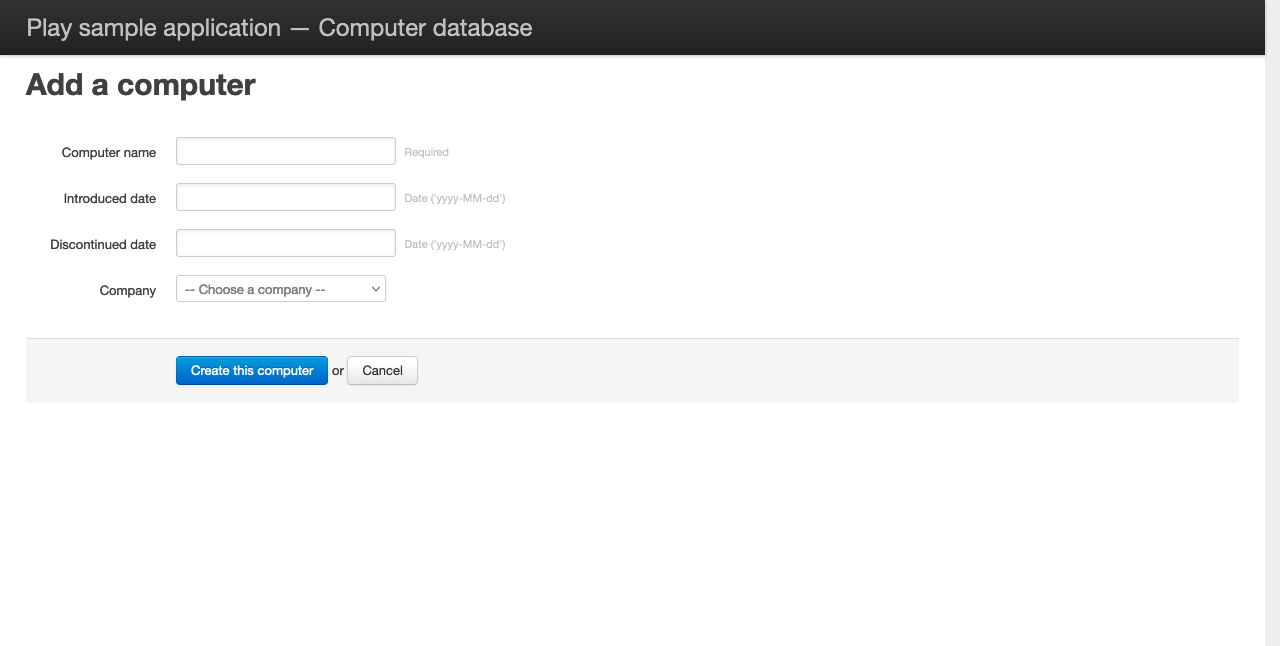 Play sample application — Computer database
Add a computer
Computer name Required
Introduced date Date ('yyyy-MM-dd')
Discontinued date Date ('yyyy-MM-dd')
Company -- Choose a company --
Create this computer or Cancel